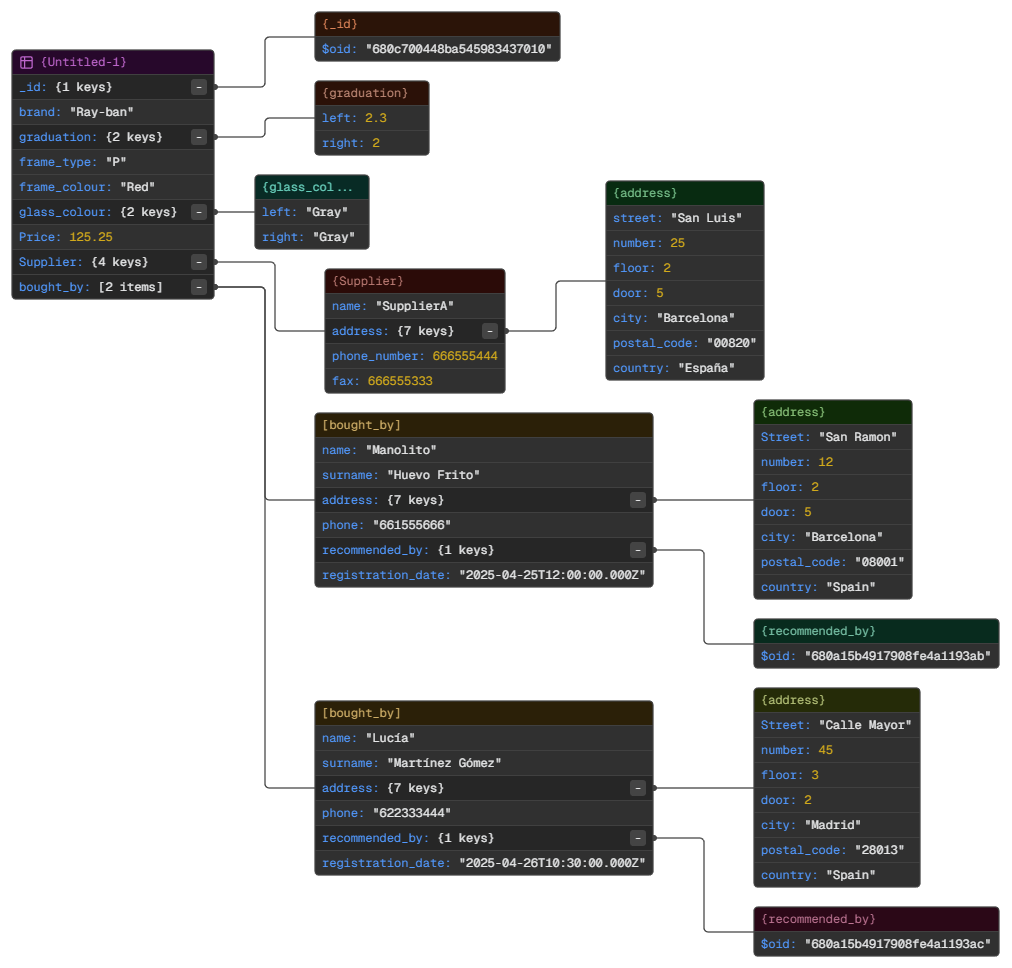 {Untitled-1}
_id: {1 keys} -
brand: "Ray-ban"
graduation: {2 keys} -
frame_type: "P"
frame_colour: "Red"
glass_colour: {2 keys} -
Price: 125.25
Supplier: {4 keys} -
bought_by: [2 items] -
{_id}
$oid: "680c700448ba545983437010"
{graduation}
left: 2.3
right: 2
{glass_col...
left: "Gray"
right: "Gray"
{Supplier}
name: "SupplierA"
address: {7 keys} -
phone_number: 666555444
fax: 666555333
{address}
street: "San Luis"
number: 25
floor: 2
door: 5
city: "Barcelona"
postal_code: "00820"
country: "España"
[bought_by]
name: "Manolito"
surname: "Huevo Frito"
address: {7 keys} -
phone: "661555666"
recommended_by: {1 keys} -
registration_date: "2025-04-25T12:00:00.000Z"
{address}
Street: "San Ramon"
number: 12
floor: 2
door: 5
city: "Barcelona"
postal_code: "08001"
country: "Spain"
{recommended_by}
$oid: "680a15b4917908fe4a1193ab"
[bought_by]
name: "Lucía"
surname: "Martínez Gómez"
address: {7 keys} -
phone: "622333444"
recommended_by: {1 keys} -
registration_date: "2025-04-26T10:30:00.000Z"
{address}
Street: "Calle Mayor"
number: 45
floor: 3
door: 2
city: "Madrid"
postal_code: "28013"
country: "Spain"
{recommended_by}
$oid: "680a15b4917908fe4a1193ac"